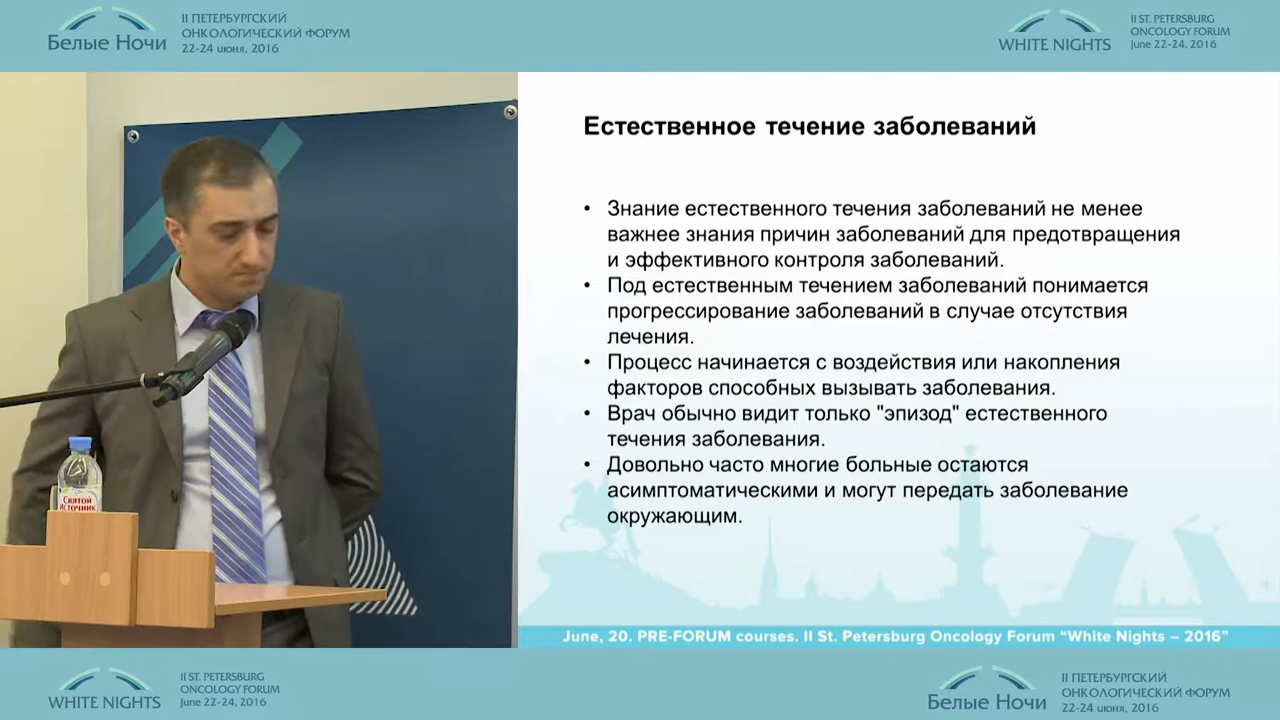 Белые Ночи
II ПЕТЕРБУРГСКИЙ
ОНКОЛОГИЧЕСКИЙ ФОРУМ
22-24 июня, 2016
WHITE NIGHTS
II ST. PETERSBURG
ONCOLOGY FORUM
June 22-24, 2016
Естественное течение заболеваний
• Знание естественного течения заболеваний не менее
важнее знания причин заболеваний для предотвращения
и эффективного контроля заболеваний.
• Под естественным течением заболеваний понимается
прогрессирование заболеваний в случае отсутствия
лечения.
• Процесс начинается с воздействия или накопления
факторов способных вызывать заболевания.
• Врач обычно видит только "эпизод" естественного
течения заболевания.
• Довольно часто многие больные остаются
асимптоматическими и могут передать заболевание
окружающим.
Святой
Источник
June, 20. PRE-FORUM courses. II St. Petersburg Oncology Forum “White Nights – 2016”
WHITE NIGHTS
II ST. PETERSBURG
ONCOLOGY FORUM
June 22-24, 2016
Белые Ночи
II ПЕТЕРБУРГСКИЙ
ОНКОЛОГИЧЕСКИЙ ФОРУМ
22-24 июня, 2016